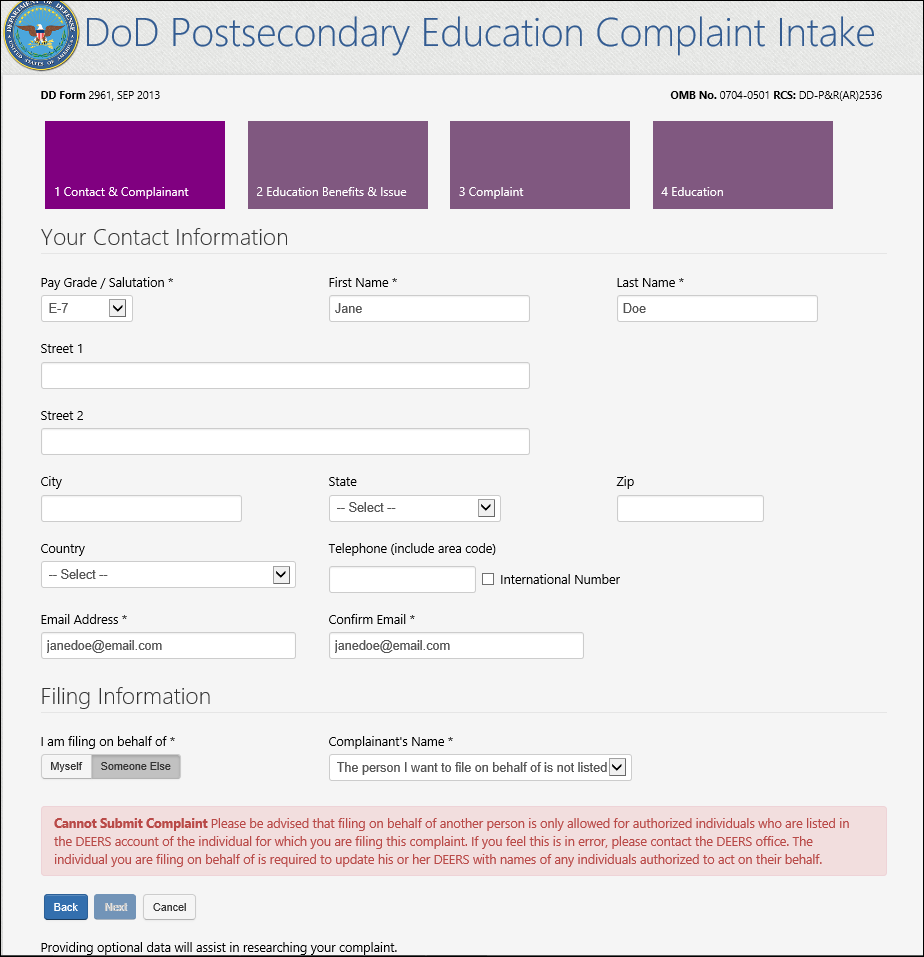 DEPARTMENT OF DEFENSE
UNITED STATES OF AMERICA
DoD Postsecondary Education Complaint Intake
DD Form 2961, SEP 2013 OMB No. 0704-0501 RCS: DD-P&R(AR)2536
1 Contact & Complainant 2 Education Benefits & Issue 3 Complaint 4 Education
Your Contact Information
Pay Grade / Salutation * First Name * Last Name *
E-7 Jane Doe
Street 1
Street 2
City State Zip
-- Select --
Country Telephone (include area code)
-- Select -- International Number
Email Address * Confirm Email *
janedoe@email.com janedoe@email.com
Filing Information
I am filing on behalf of * Complainant's Name *
Myself Someone Else The person I want to file on behalf of is not listed
Cannot Submit Complaint Please be advised that filing on behalf of another person is only allowed for authorized individuals who are listed in
the DEERS account of the individual for which you are filing this complaint. If you feel this is in error, please contact the DEERS office. The
individual you are filing on behalf of is required to update his or her DEERS with names of any individuals authorized to act on their behalf.
Back Next Cancel
Providing optional data will assist in researching your complaint.